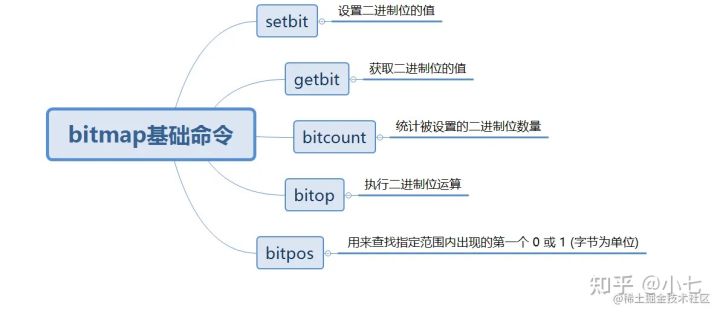 bitmap基础命令
setbit
设置二进制位的值
getbit
获取二进制位的值
bitcount
统计被设置的二进制位数量
bitop
执行二进制位运算
bitpos
用来查找指定范围内出现的第一个 0 或 1 (字节为单位)
知乎 @小七
@稀土掘金技术社区